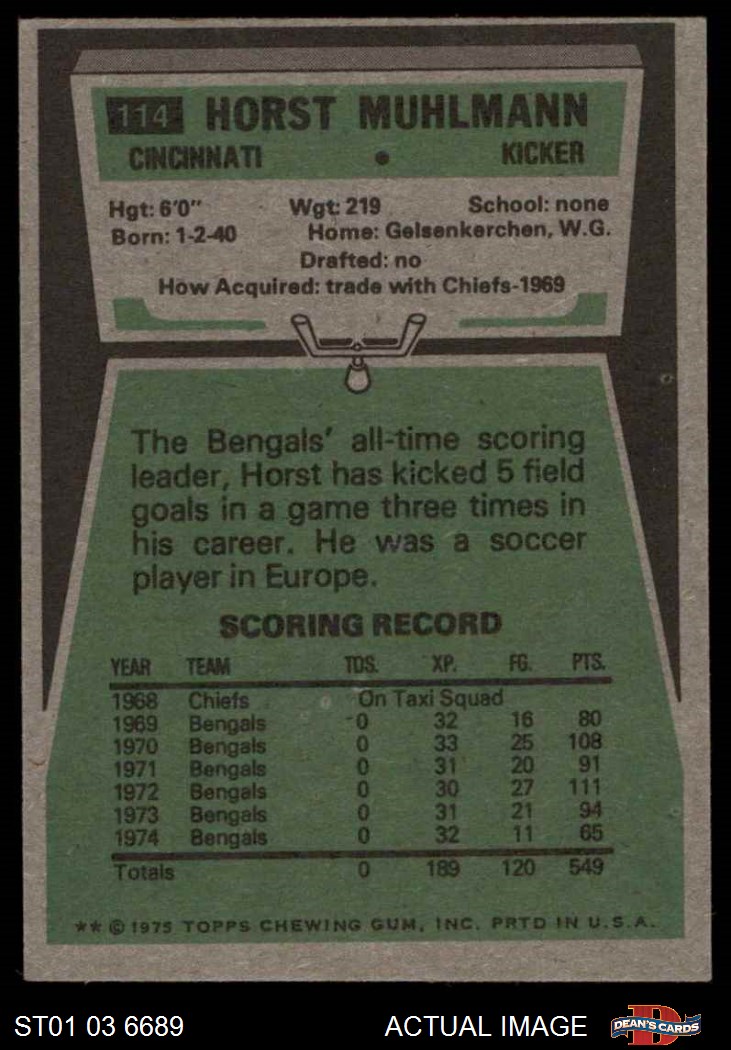 114 HORST MUHLMANN
CINCINNATI • KICKER
Hgt: 6'0" Wgt: 219 School: none
Born: 1-2-40 Home: Gelsenkerchen, W.G.
Drafted: no
How Acquired: trade with Chiefs-1969
The Bengals' all-time scoring
leader, Horst has kicked 5 field
goals in a game three times in
his career. He was a soccer
player in Europe.
SCORING RECORD
YEAR TEAM TDS. XP. FG. PTS.
1968 Chiefs On Taxi Squad
1969 Bengals 0 32 16 80
1970 Bengals 0 33 25 108
1971 Bengals 0 31 20 91
1972 Bengals 0 30 27 111
1973 Bengals 0 31 21 94
1974 Bengals 0 32 11 65
Totals 0 189 120 549
** © 1975 TOPPS CHEWING GUM, INC. PRTD IN U.S.A.
ST01 03 6689 ACTUAL IMAGE D DEAN'S CARDS